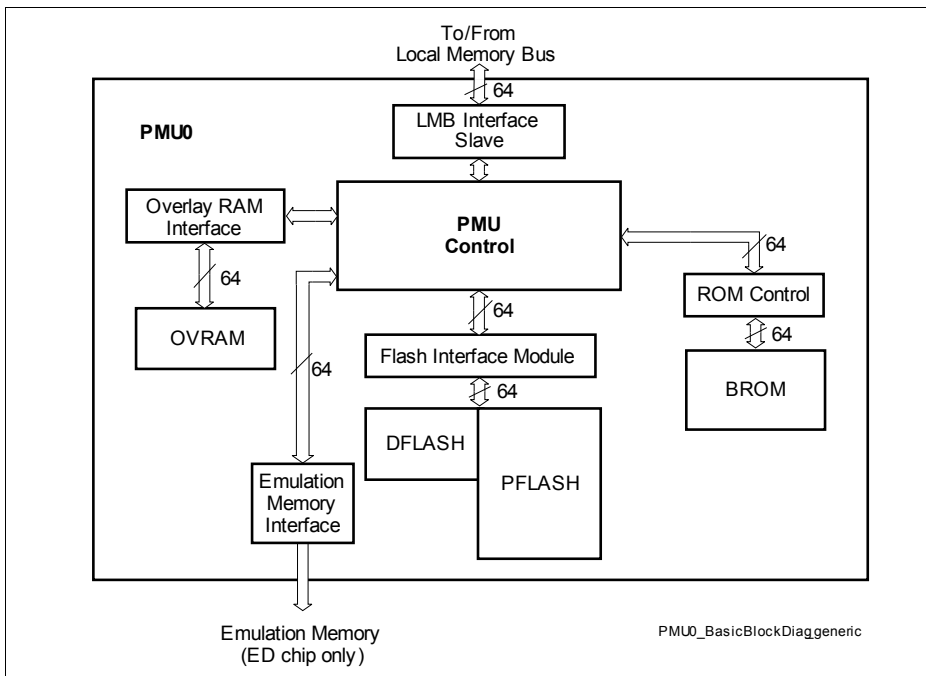 To/From
Local Memory Bus
64
PMU0
LMB Interface
Slave
Overlay RAM
Interface
PMU
Control
64
64
64
ROM Control
OVRAM
64
Flash Interface Module
64
64
BROM
DFLASH
PFLASH
Emulation
Memory
Interface
Emulation Memory
(ED chip only)
PMU0_BasicBlockDiag.generic